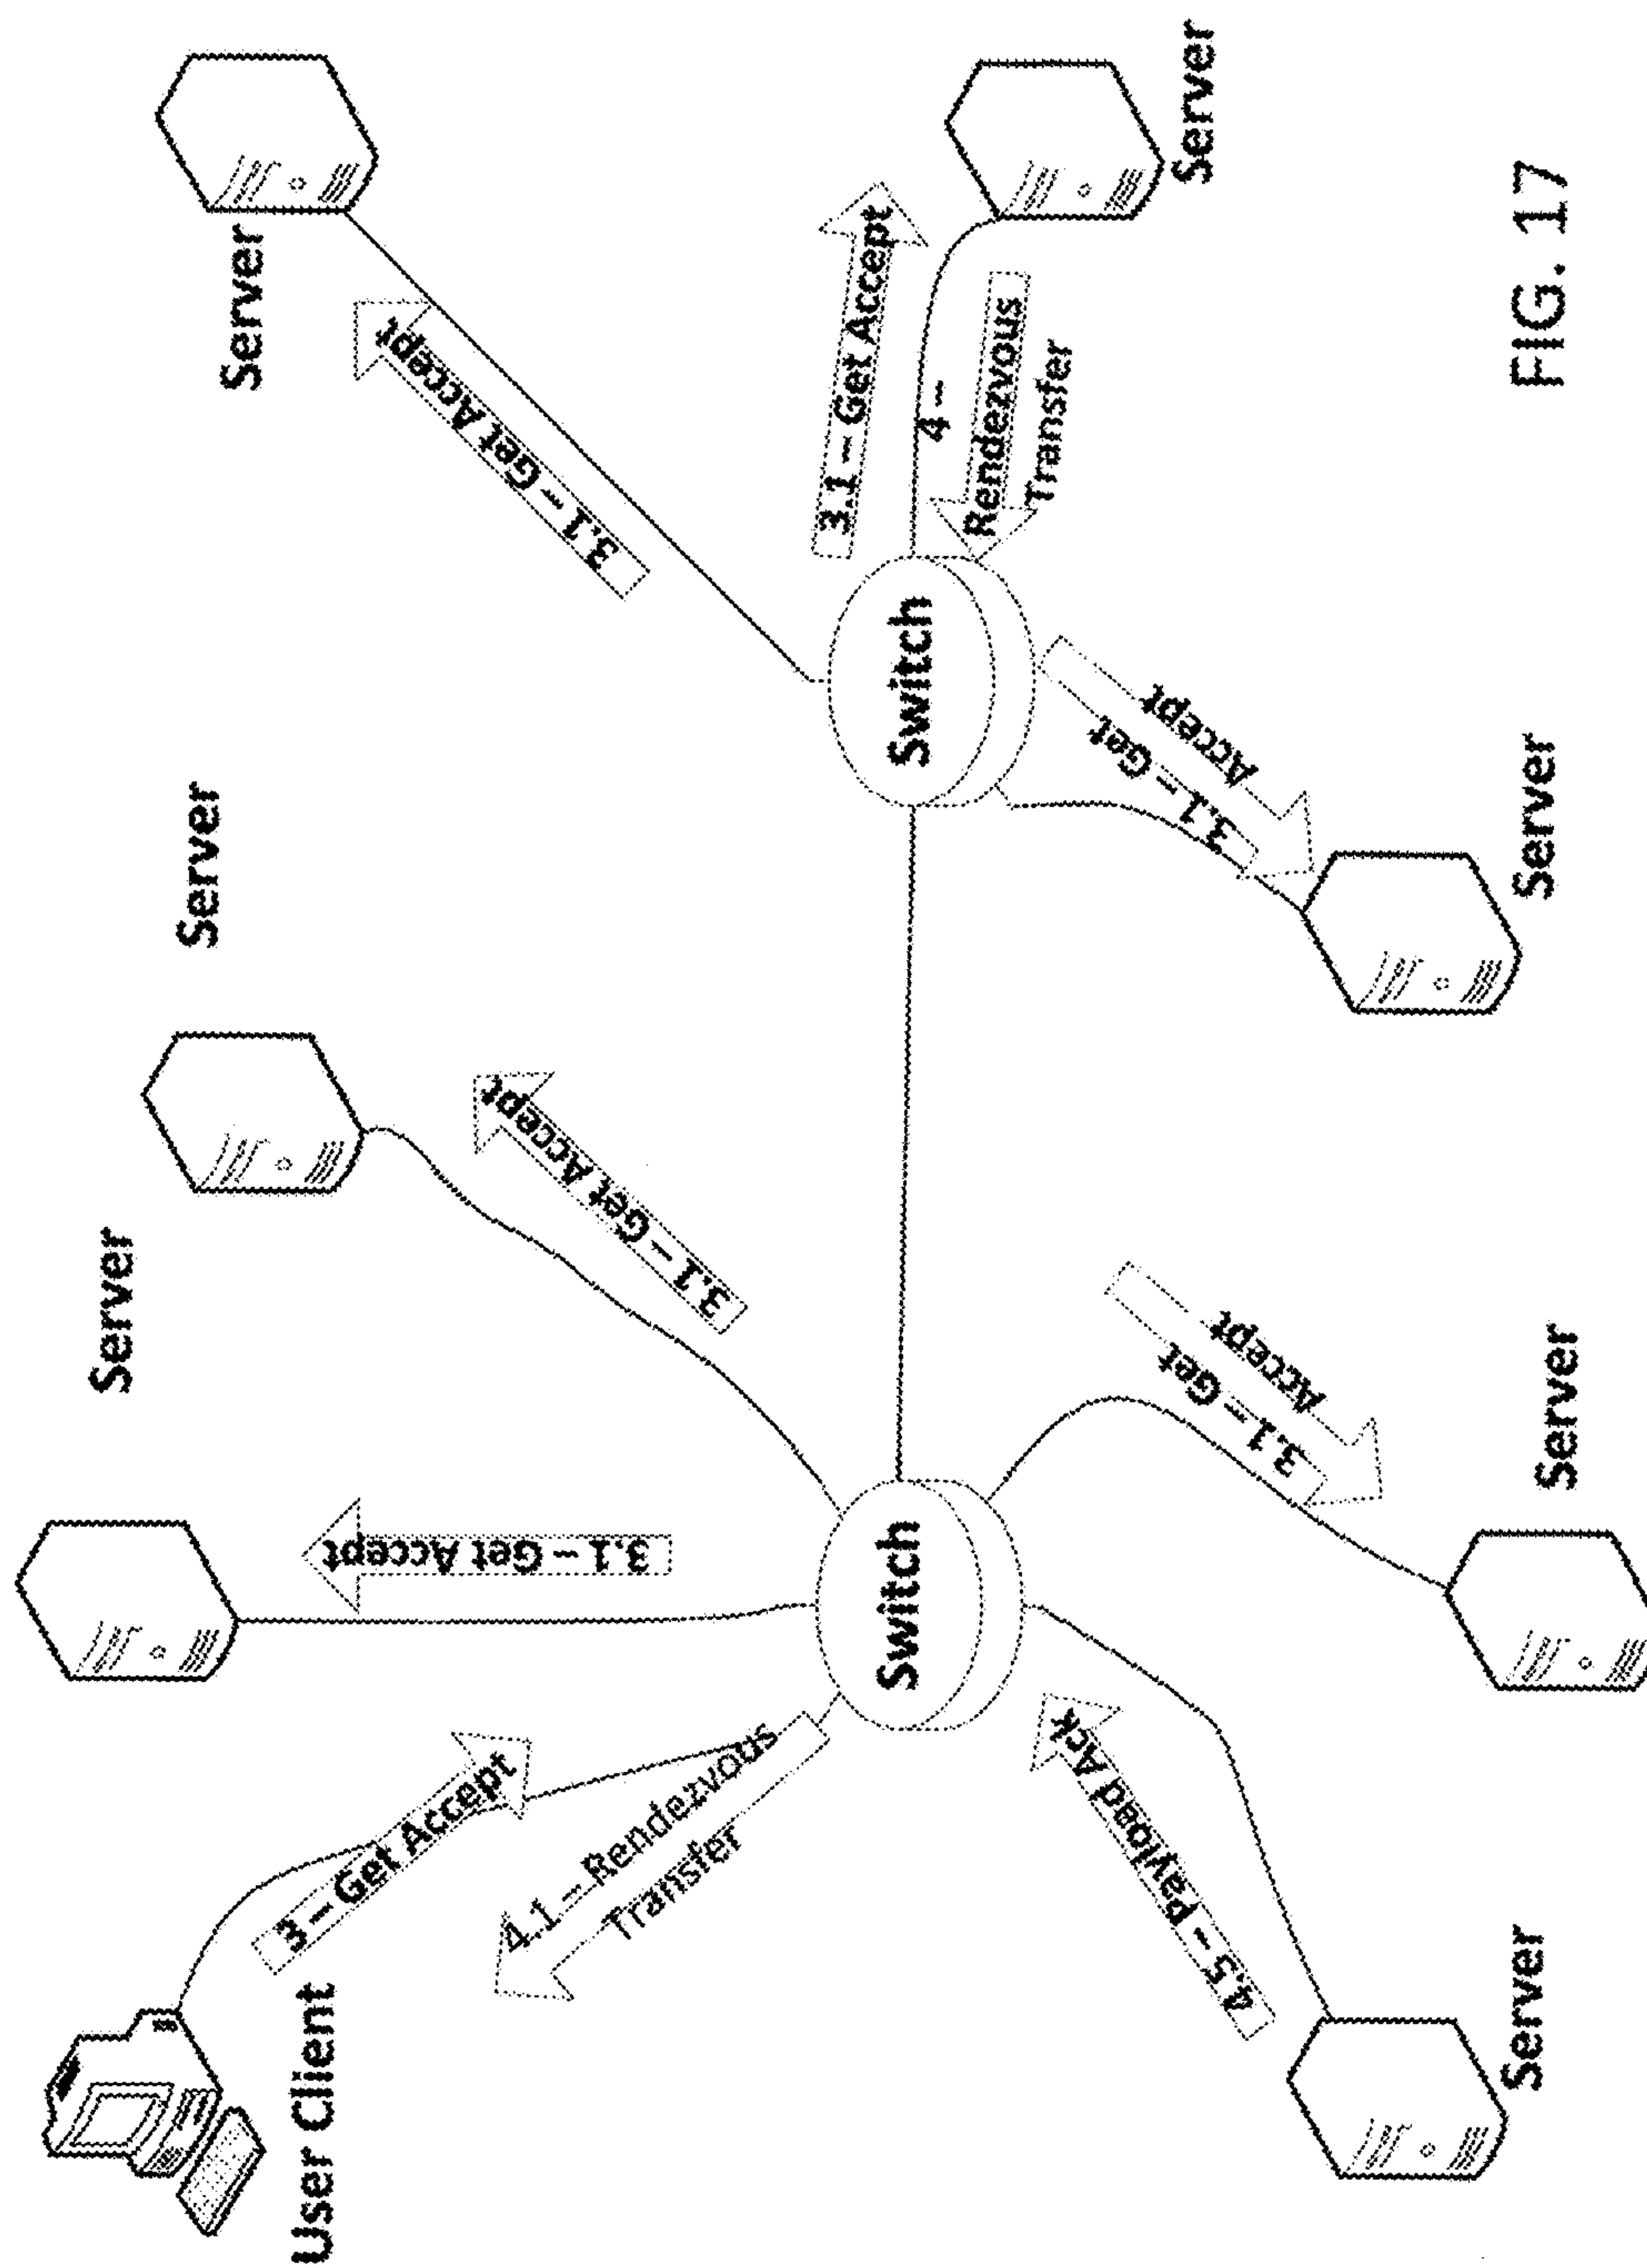 Server
Server
Server
User Client
3 – Get Accept
3.1 – Get Accept
3.1 – Get Accept
3.1 – Get Accept
4.1 – Rendezvous
Transfer
3.1 – Get Accept
4 –
Rendezvous
Transfer
Switch
Switch
Server
4.5 – Payload Ack
3.1 – Get
Accept
3.1 – Get
Accept
Server
Server
Server
FIG. 17